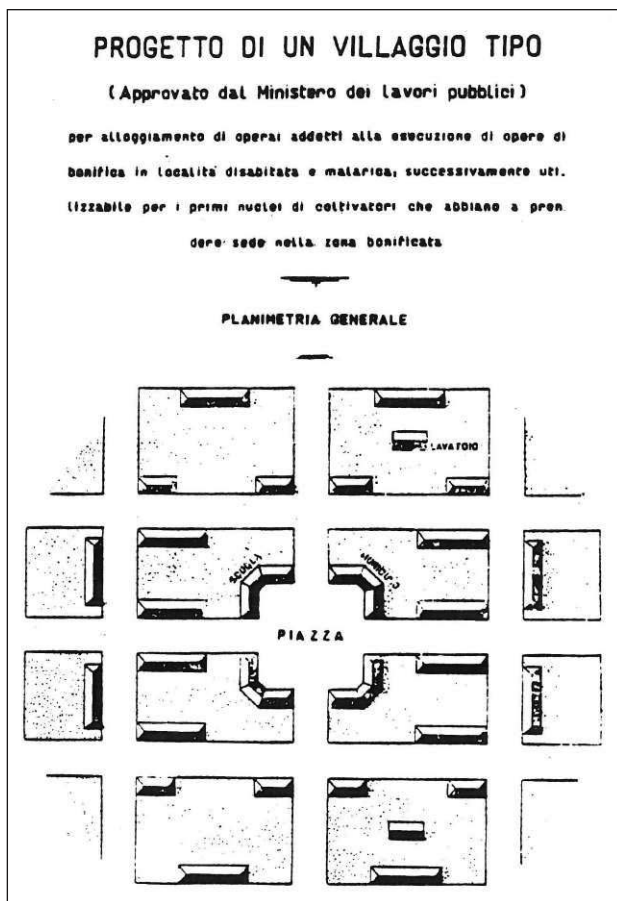 PROGETTO DI UN VILLAGGIO TIPO
(Approvato dal Ministero dei lavori pubblici)
per alloggiamento di operai addetti alla esecuzione di opere di
bonifica in località disabitata e malarica, successivamente uti.
lizzabile per i primi nuclei di coltivatori che abbiano a pren
dere sede nella zona bonificata
PLANIMETRIA GENERALE
LAVATOIO
SCUOLA
PIAZZA